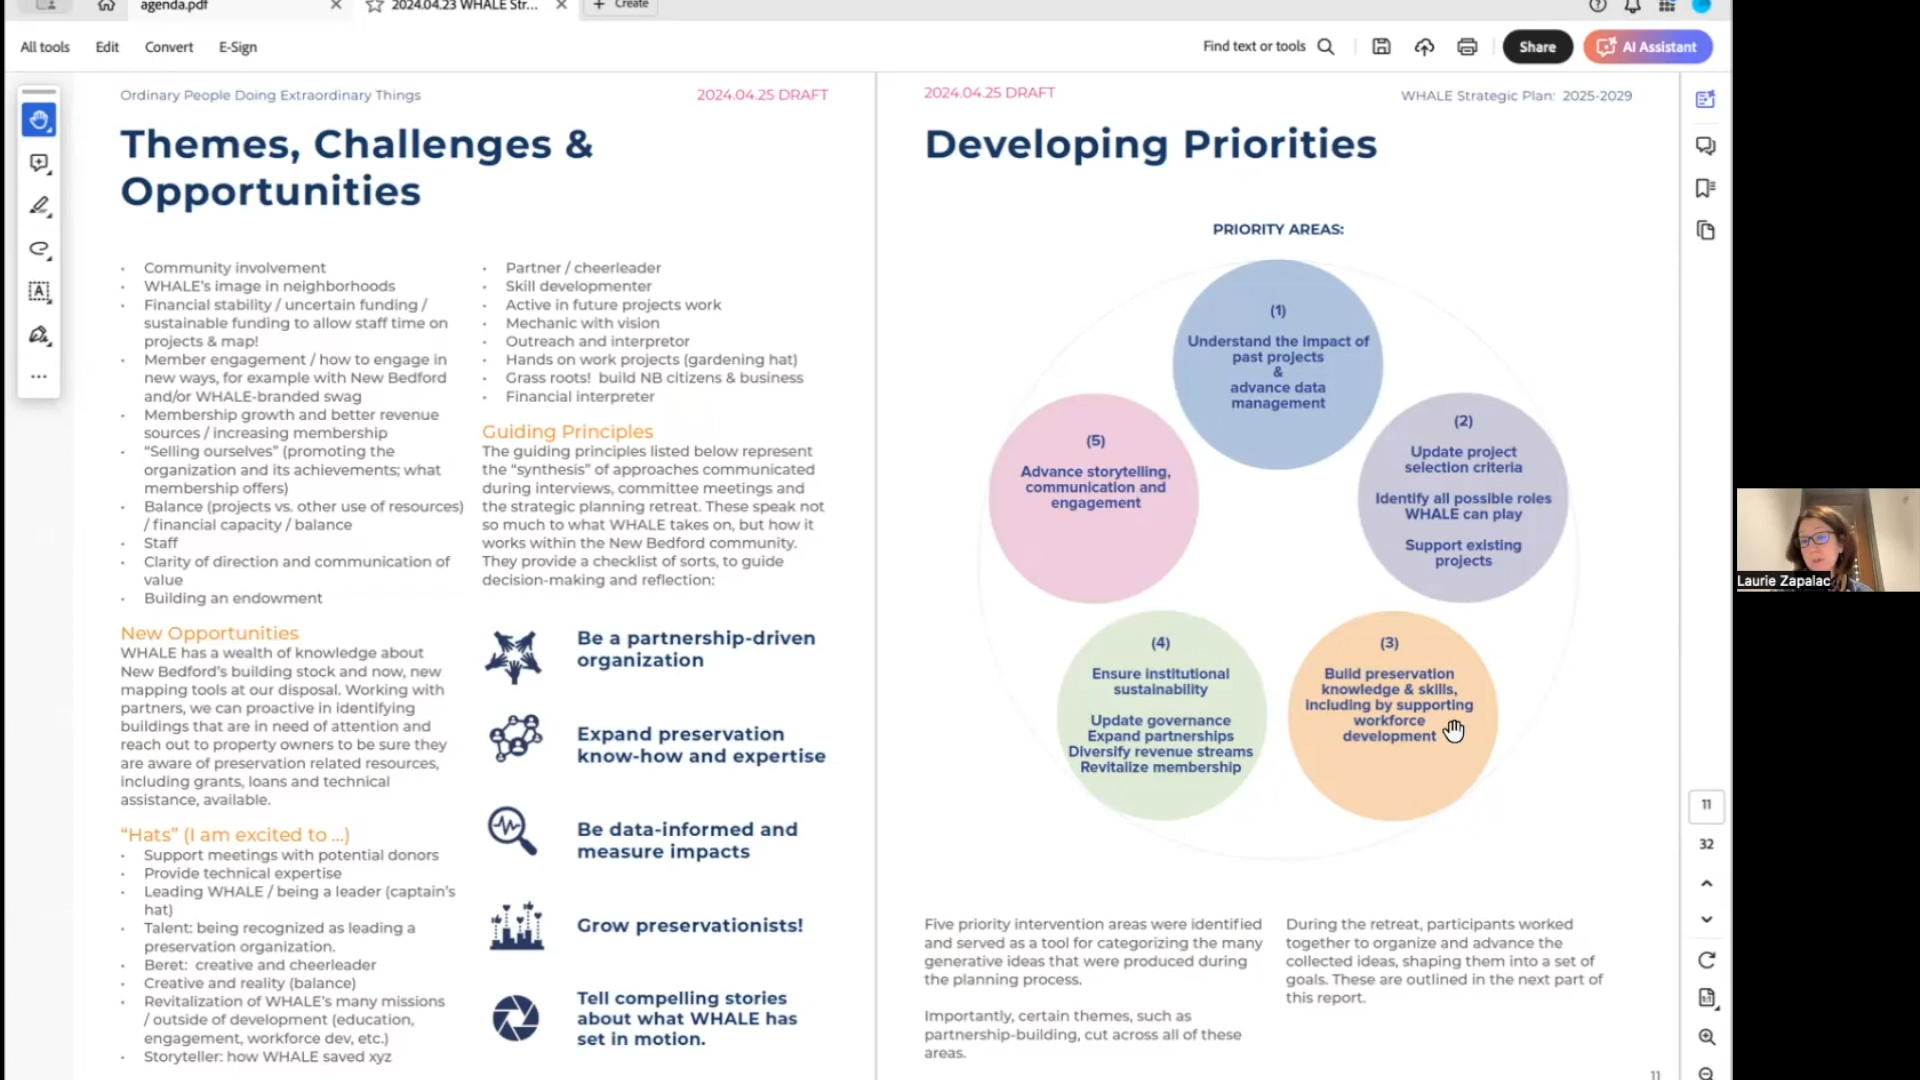 agenda.pdf
2024.04.23 WHALE Str...
Create
All tools
Edit
Convert
E-Sign
Find text or tools
Share
AI Assistant
Ordinary People Doing Extraordinary Things
2024.04.25 DRAFT
Themes, Challenges &
Opportunities
• Community involvement
• WHALE's image in neighborhoods
• Financial stability / uncertain funding /
sustainable funding to allow staff time on
projects & map!
• Member engagement / how to engage in
new ways, for example with New Bedford
and/or WHALE-branded swag
• Membership growth and better revenue
sources / increasing membership
• “Selling ourselves” (promoting the
organization and its achievements; what
membership offers)
• Balance (projects vs. other use of resources)
/ financial capacity / balance
• Staff
• Clarity of direction and communication of
value
• Building an endowment
New Opportunities
WHALE has a wealth of knowledge about
New Bedford's building stock and now, new
mapping tools at our disposal. Working with
partners, we can proactive in identifying
buildings that are in need of attention and
reach out to property owners to be sure they
are aware of preservation related resources,
including grants, loans and technical
assistance, available.
“Hats” (I am excited to ...)
• Support meetings with potential donors
• Provide technical expertise
• Leading WHALE / being a leader (captain's
hat)
• Talent: being recognized as leading a
preservation organization.
• Beret: creative and cheerleader
• Creative and reality (balance)
• Revitalization of WHALE's many missions
/ outside of development (education,
engagement, workforce dev, etc.)
• Storyteller: how WHALE saved xyz
• Partner / cheerleader
• Skill developmenter
• Active in future projects work
• Mechanic with vision
• Outreach and interpretor
• Hands on work projects (gardening hat)
• Grass roots! build NB citizens & business
• Financial interpreter
Guiding Principles
The guiding principles listed below represent
the “synthesis” of approaches communicated
during interviews, committee meetings and
the strategic planning retreat. These speak not
so much to what WHALE takes on, but how it
works within the New Bedford community.
They provide a checklist of sorts, to guide
decision-making and reflection:
Be a partnership-driven
organization
Expand preservation
know-how and expertise
Be data-informed and
measure impacts
Grow preservationists!
Tell compelling stories
about what WHALE has
set in motion.
2024.04.25 DRAFT
WHALE Strategic Plan: 2025-2029
Developing Priorities
PRIORITY AREAS:
(1)
Understand the impact of
past projects
&
advance data
management
(2)
Update project
selection criteria
Identify all possible roles
WHALE can play
Support existing
projects
(3)
Build preservation
knowledge & skills,
including by supporting
workforce
development
(4)
Ensure institutional
sustainability
Update governance
Expand partnerships
Diversify revenue streams
Revitalize membership
(5)
Advance storytelling,
communication and
engagement
Five priority intervention areas were identified
and served as a tool for categorizing the many
generative ideas that were produced during
the planning process.
Importantly, certain themes, such as
partnership-building, cut across all of these
areas.
During the retreat, participants worked
together to organize and advance the
collected ideas, shaping them into a set of
goals. These are outlined in the next part of
this report.
11
11
32
Laurie Zapalac